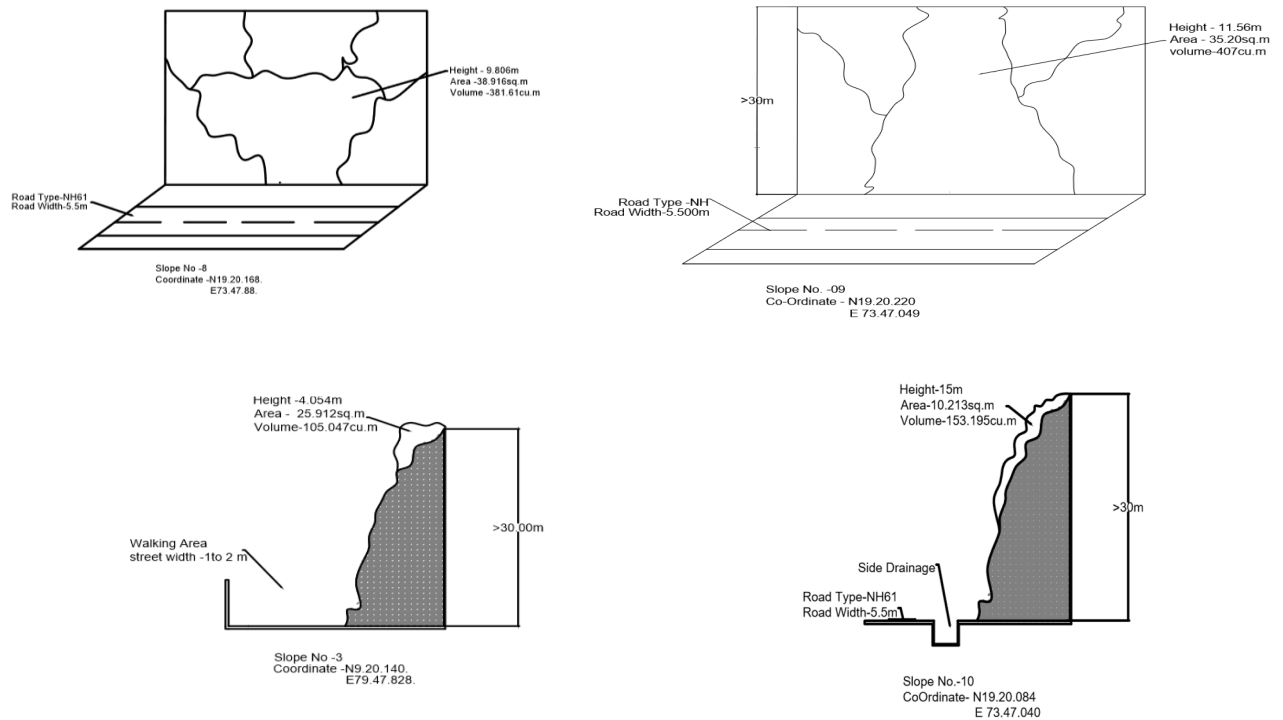 Height - 9.806m
Area -38.916sq.m
Volume -381.61cu.m
Road Type-NH61
Road Width-5.5m
Slope No -8
Coordinate -N19.20.168.
E73.47.88.
Height - 11.56m
Area - 35.20sq.m
volume-407cu.m
>30m
Road Type -NH
Road Width-5.500m
Slope No. -09
Co-Ordinate - N19.20.220
E 73.47.049
Height -4.054m
Area - 25.912sq.m
Volume-105.047cu.m
>30.00m
Walking Area
street width -1to 2 m
Slope No -3
Coordinate -N9.20.140.
E79.47.828.
Height-15m
Area-10.213sq.m
Volume-153.195cu.m
>30m
Side Drainage
Road Type-NH61
Road Width-5.5m
Slope No.-10
CoOrdinate- N19.20.084
E 73.47.040